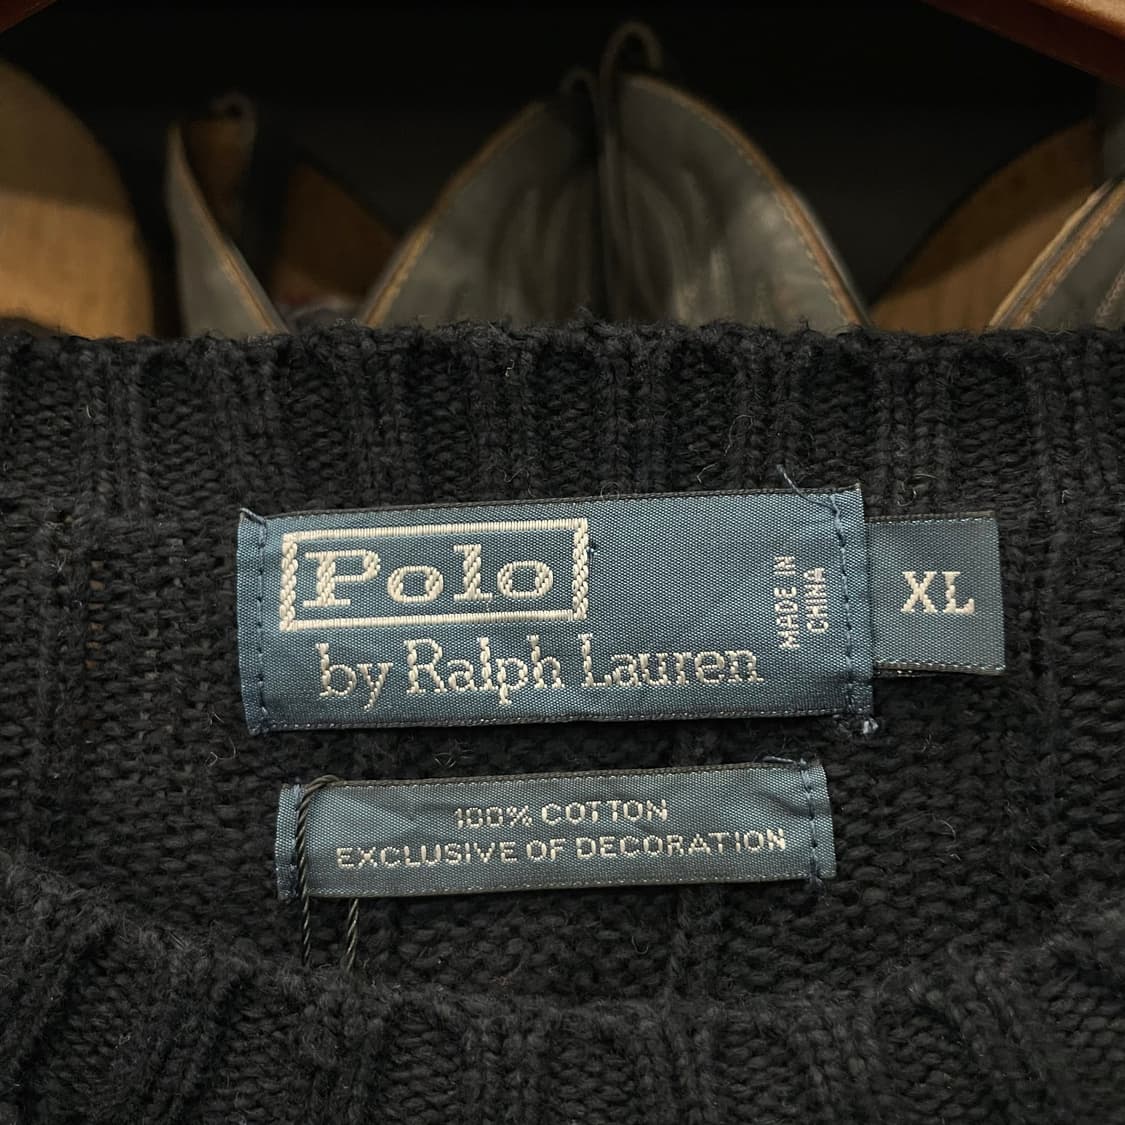 Polo
by Ralph Lauren
MADE IN
CHINA
XL
100% COTTON
EXCLUSIVE OF DECORATION